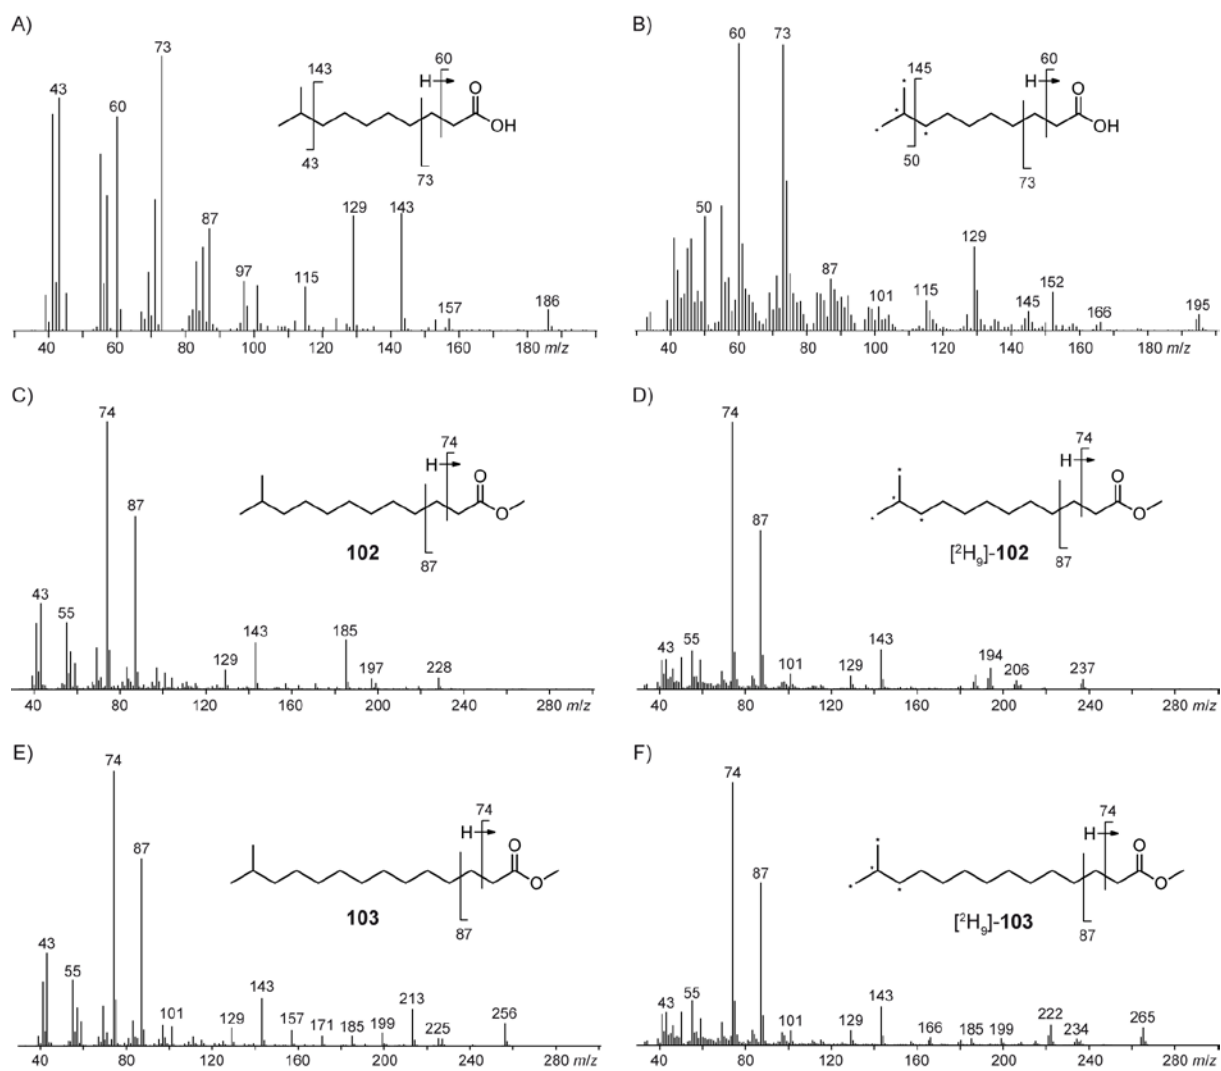 A)
73
43
60
87
97
115
129
143
157
186
143
60
H
O
OH
43
73
40 60 80 100 120 140 160 180 m/z
B)
60
73
50
87
101
115
129
145
152
166
195
145
60
H
O
OH
50
73
40 60 80 100 120 140 160 180 m/z
C)
74
87
43
55
129
143
185
197
228
74
H
O
O
102
87
40 80 120 160 200 240 280 m/z
D)
74
87
43
55
101
129
143
194
206
237
74
H
O
O
[²H₉]-102
87
40 80 120 160 200 240 280 m/z
E)
74
87
43
55
101
129
143
157
171
185
199
213
225
256
74
H
O
O
103
87
40 80 120 160 200 240 280 m/z
F)
74
87
43
55
101
129
143
166
185
199
222
234
265
74
H
O
O
[²H₉]-103
87
40 80 120 160 200 240 280 m/z